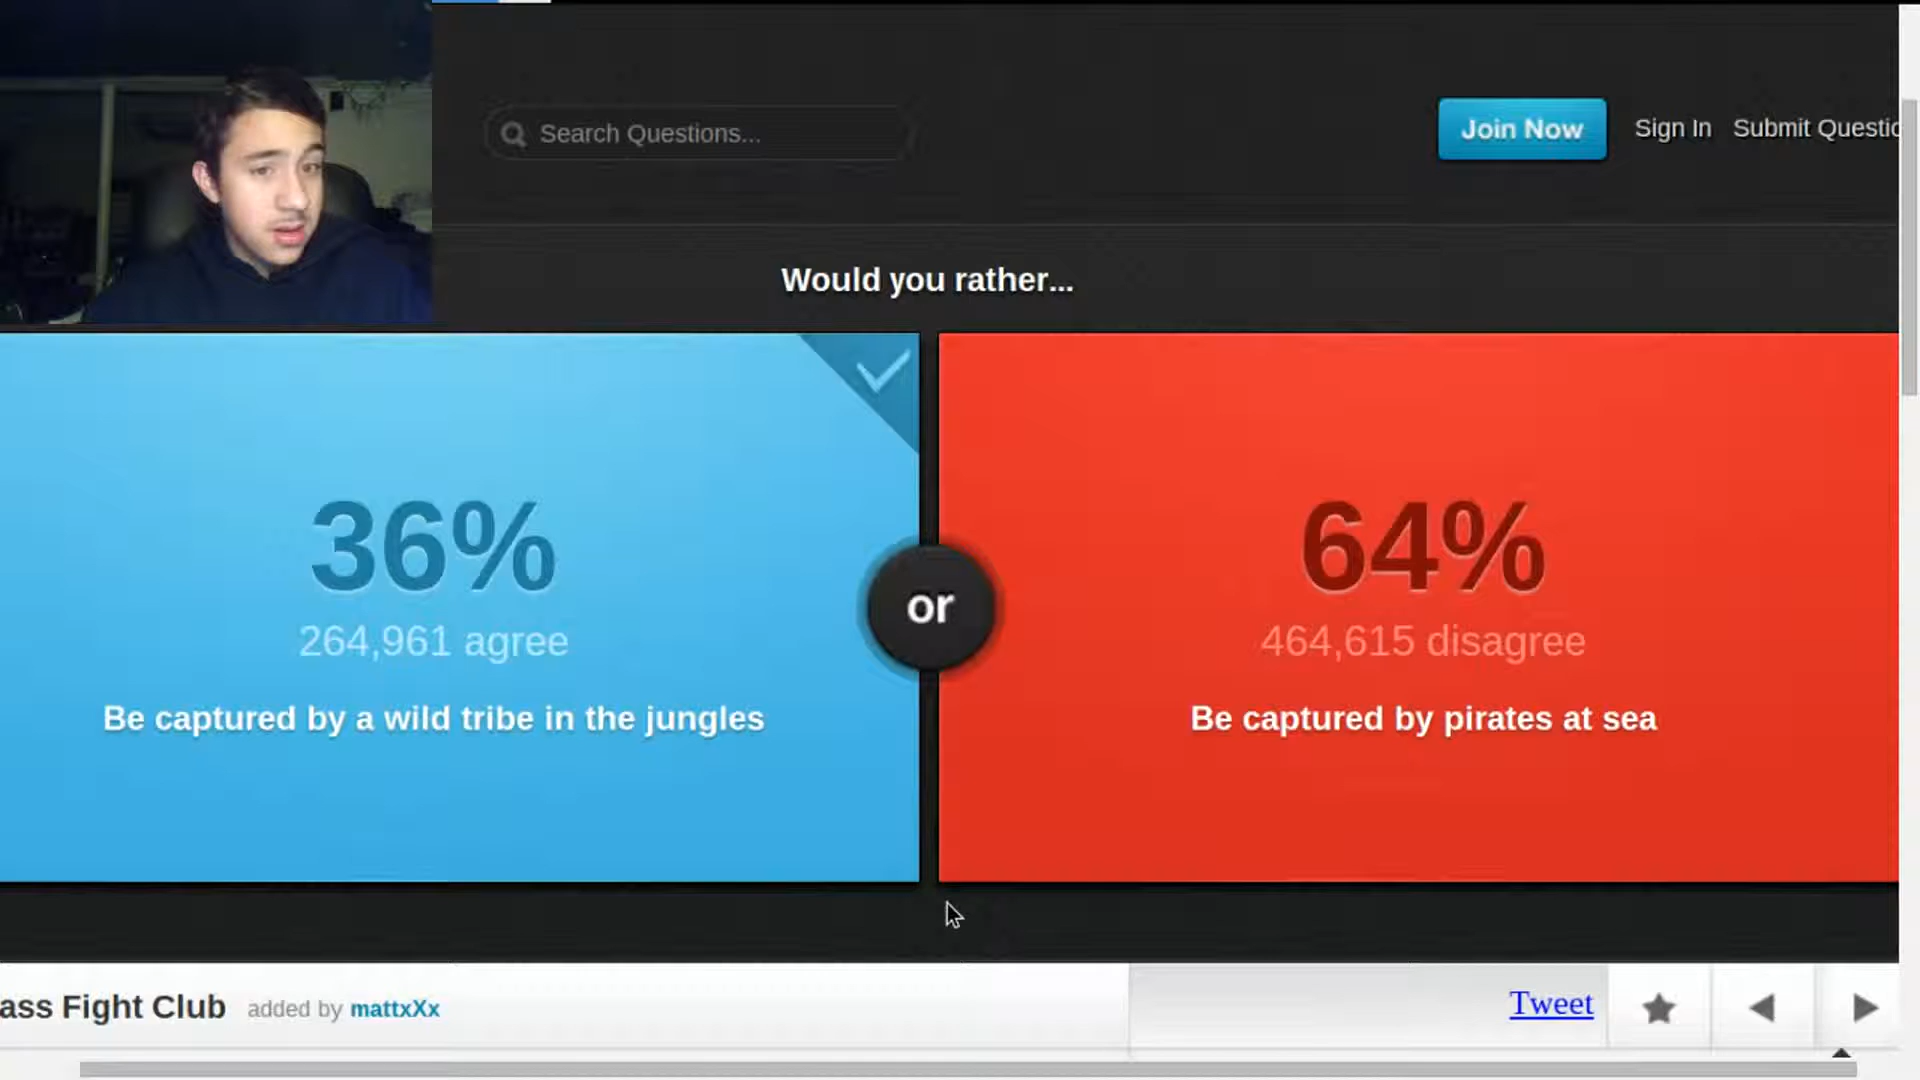 Search Questions...
Join Now
Sign In
Submit Questio
Would you rather...
36%
264,961 agree
Be captured by a wild tribe in the jungles
or
64%
464,615 disagree
Be captured by pirates at sea
ass Fight Club added by mattxXx
Tweet